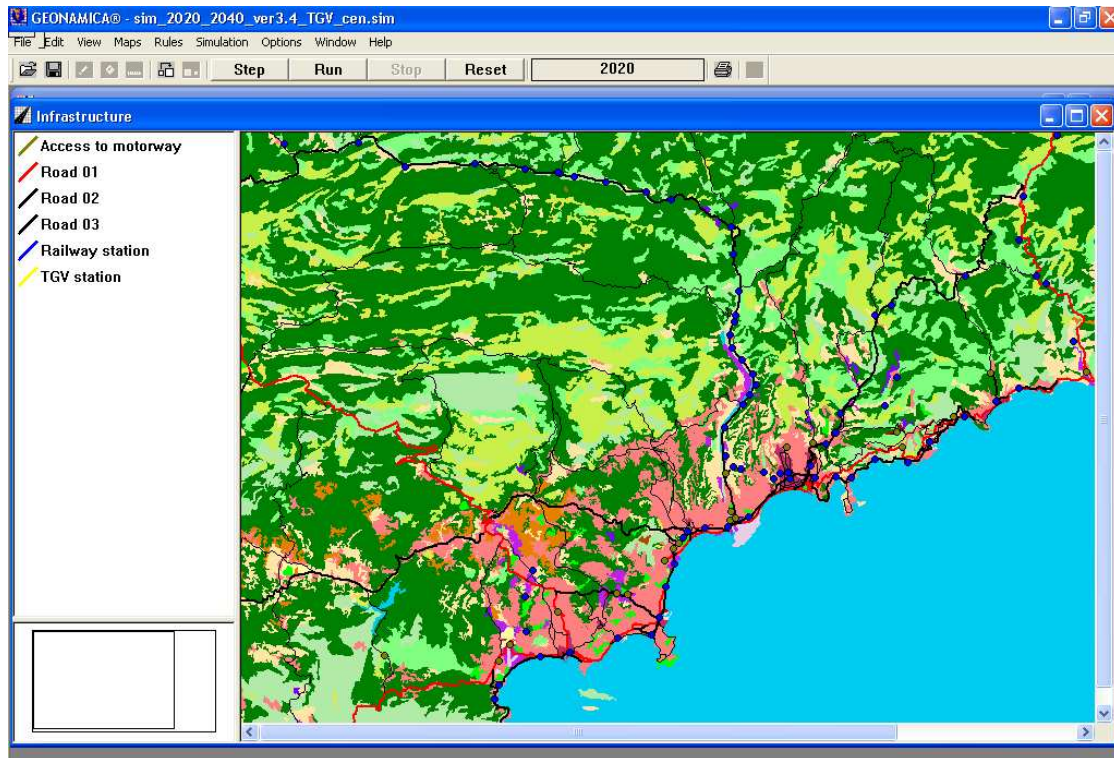 GEONAMICA® - sim_2020_2040_ver3.4_TGV_cen.sim
File Edit View Maps Rules Simulation Options Window Help
Step Run Stop Reset 2020
Infrastructure
Access to motorway
Road 01
Road 02
Road 03
Railway station
TGV station